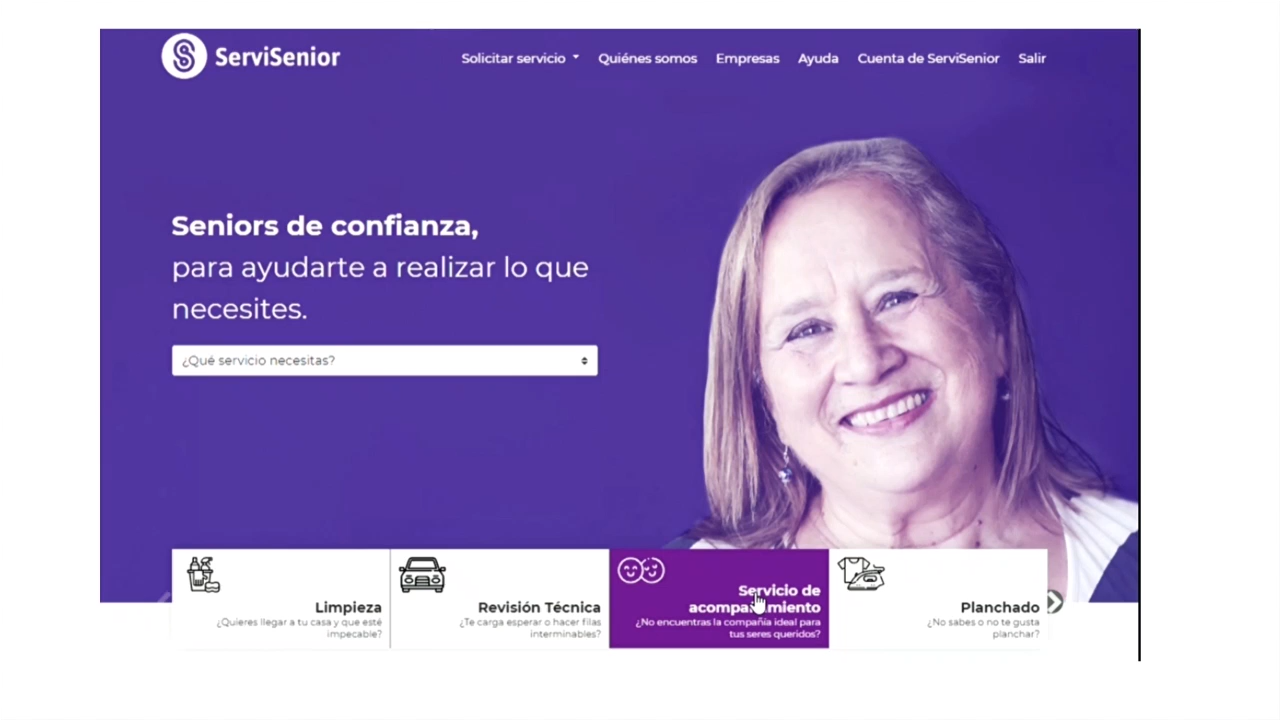 ServiSenior
Solicitar servicio
Quiénes somos
Empresas
Ayuda
Cuenta de ServiSenior
Salir
Seniors de confianza,
para ayudarte a realizar lo que
necesites.
¿Qué servicio necesitas?
Limpieza
¿Quieres llegar a tu casa y que esté
impecable?
Revisión Técnica
¿Te carga esperar o hacer filas
interminables?
Servicio de
acompañamiento
¿No encuentras la compañía ideal para
tus seres queridos?
Planchado
¿No sabes o no te gusta
planchar?